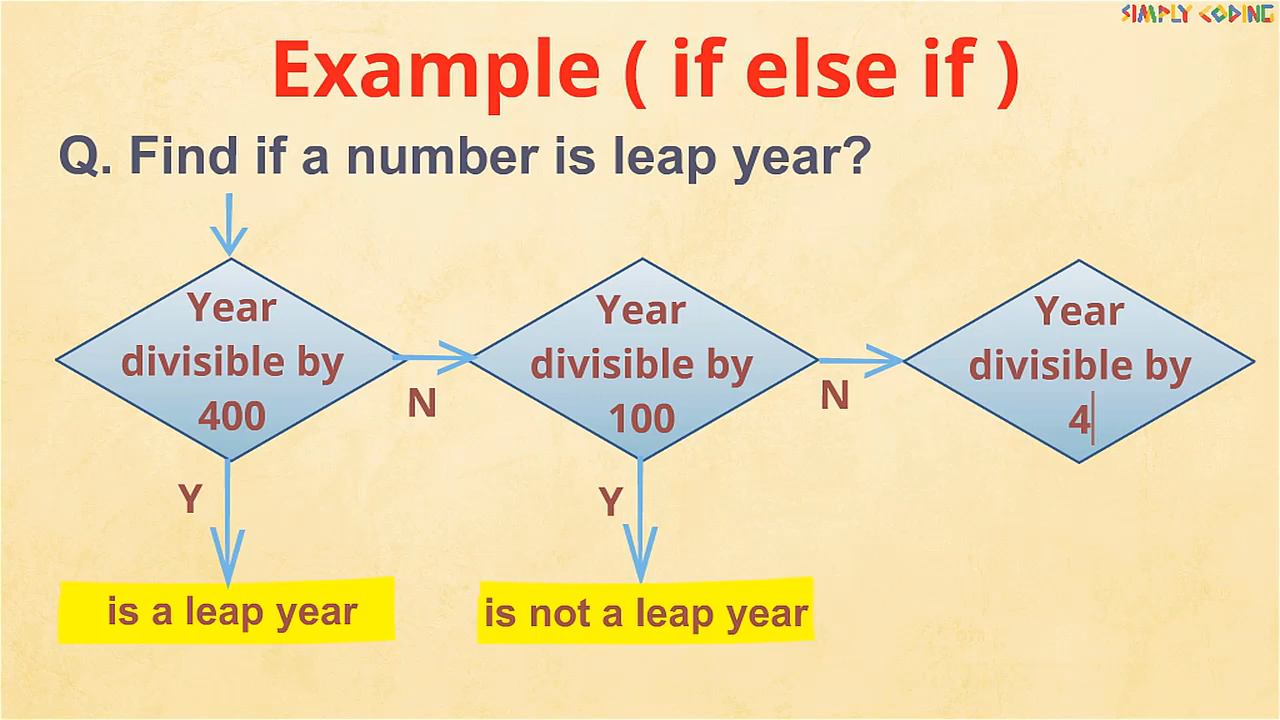 SIMPLY CODING
Example ( if else if )
Q. Find if a number is leap year?
Year
divisible by
400
N
Year
divisible by
100
N
Year
divisible by
4
Y
Y
is a leap year
is not a leap year